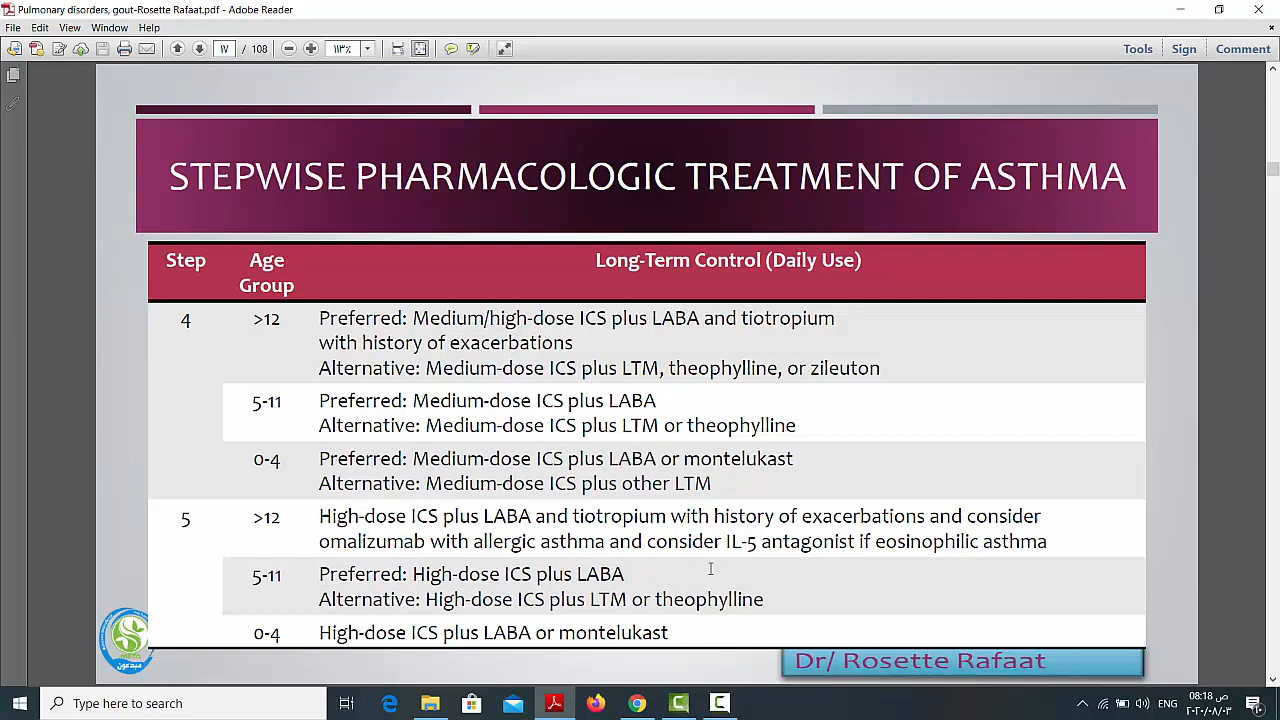 Pulmonary disorders, gout-Rosette Rafaat.pdf - Adobe Reader
File Edit View Window Help
١٧ / 108 ١١٣٪ Tools Sign Comment
STEPWISE PHARMACOLOGIC TREATMENT OF ASTHMA
Step Age Group Long-Term Control (Daily Use)
4 >12 Preferred: Medium/high-dose ICS plus LABA and tiotropium
with history of exacerbations
Alternative: Medium-dose ICS plus LTM, theophylline, or zileuton
5-11 Preferred: Medium-dose ICS plus LABA
Alternative: Medium-dose ICS plus LTM or theophylline
0-4 Preferred: Medium-dose ICS plus LABA or montelukast
Alternative: Medium-dose ICS plus other LTM
5 >12 High-dose ICS plus LABA and tiotropium with history of exacerbations and consider
omalizumab with allergic asthma and consider IL-5 antagonist if eosinophilic asthma
5-11 Preferred: High-dose ICS plus LABA
Alternative: High-dose ICS plus LTM or theophylline
0-4 High-dose ICS plus LABA or montelukast
ميدعون
Dr/ Rosette Rafaat
Type here to search
ENG
08:18 ص
٢٠٢٠/٠٨/٠٣